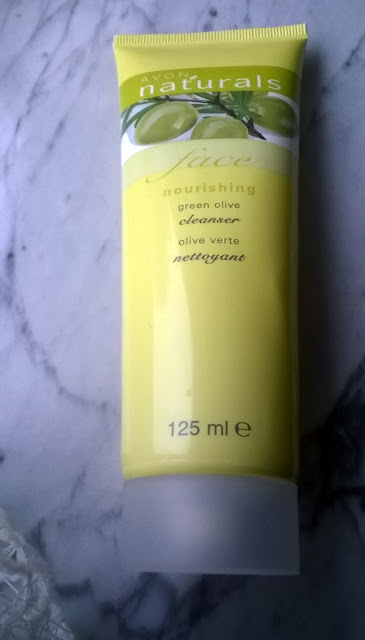 AVON
naturals
face
nourishing
green olive
cleanser
olive verte
nettoyant
125 ml ℮